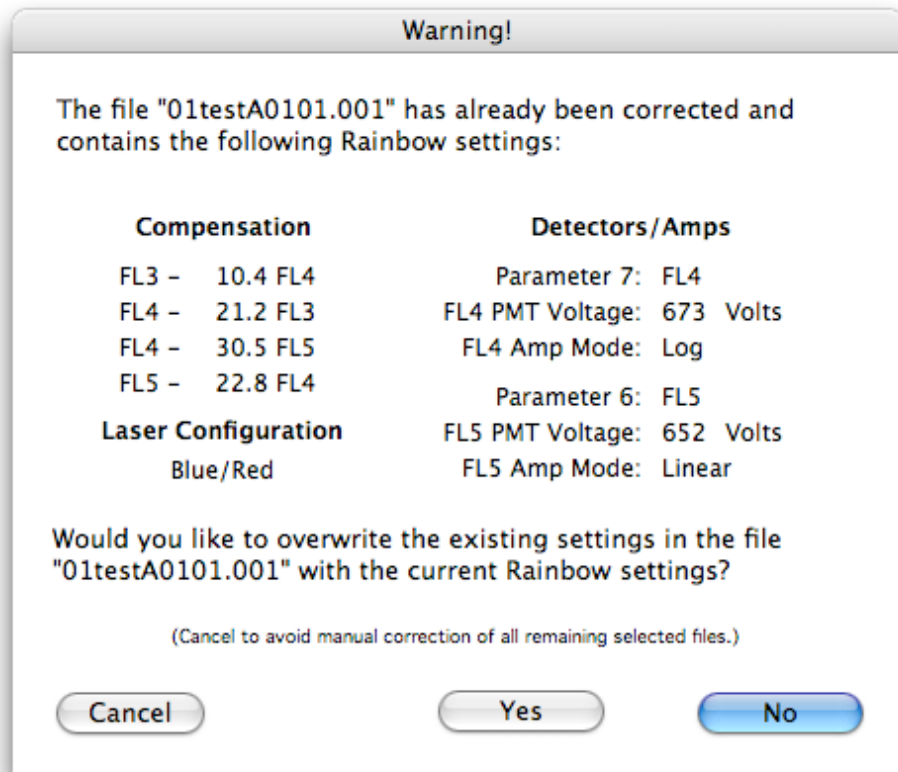 Warning!
The file "01testA0101.001" has already been corrected and
contains the following Rainbow settings:
Compensation
FL3 – 10.4 FL4
FL4 – 21.2 FL3
FL4 – 30.5 FL5
FL5 – 22.8 FL4
Laser Configuration
Blue/Red
Detectors/Amps
Parameter 7: FL4
FL4 PMT Voltage: 673 Volts
FL4 Amp Mode: Log
Parameter 6: FL5
FL5 PMT Voltage: 652 Volts
FL5 Amp Mode: Linear
Would you like to overwrite the existing settings in the file
"01testA0101.001" with the current Rainbow settings?
(Cancel to avoid manual correction of all remaining selected files.)
Cancel
Yes
No